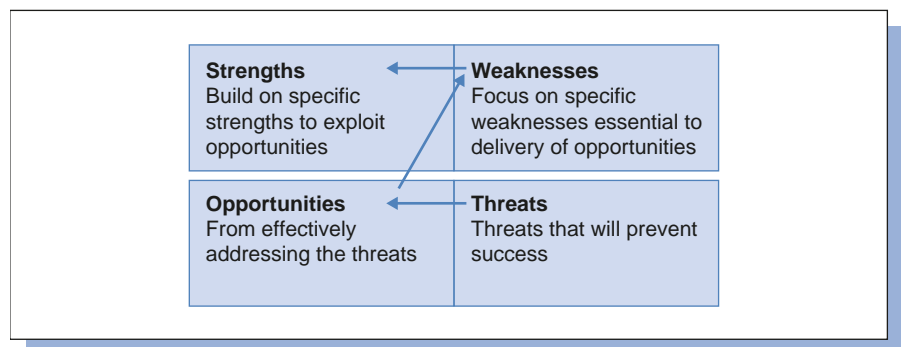 Strengths
Build on specific
strengths to exploit
opportunities
Weaknesses
Focus on specific
weaknesses essential to
delivery of opportunities
Opportunities
From effectively
addressing the threats
Threats
Threats that will prevent
success